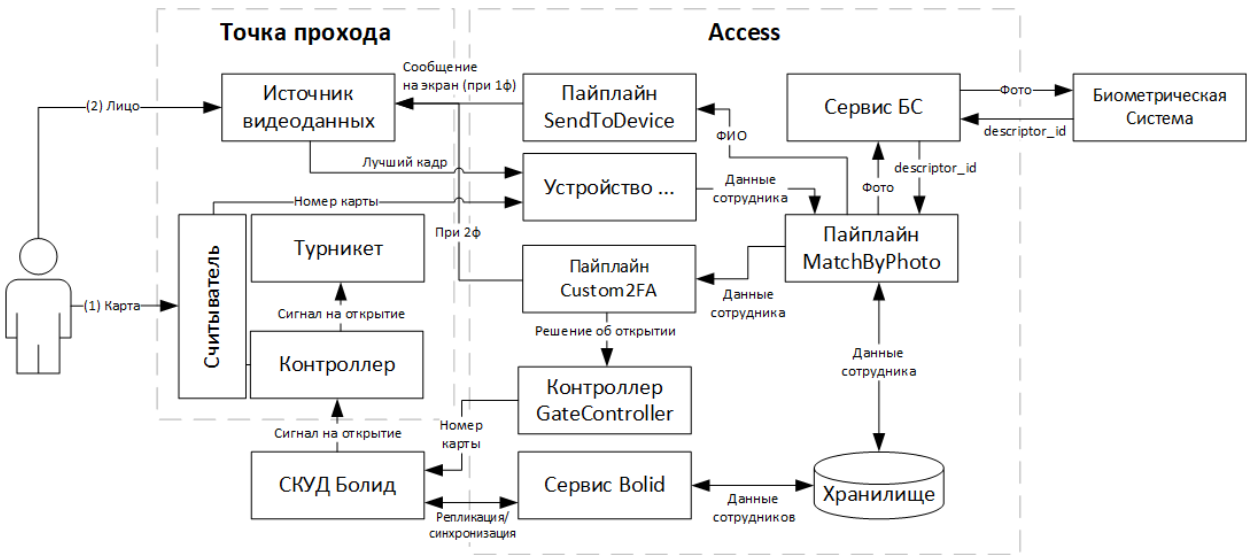 Точка прохода
Access
Сообщение
на экран (при 1ф)
(2) Лицо
Источник
видеоданных
Пайплайн
SendToDevice
Сервис БС
Фото
Биометрическая
Система
descriptor_id
ФИО
Лучший кадр
descriptor_id
Фото
Устройство ...
Данные
сотрудника
Номер карты
Считыватель
Турникет
При 2ф
Пайплайн
MatchByPhoto
Пайплайн
Custom2FA
Данные
сотрудника
(1) Карта
Сигнал на открытие
Решение об открытии
Контроллер
Данные
сотрудника
Контроллер
GateController
Сигнал на открытие
Номер
карты
СКУД Болид
Сервис Bolid
Хранилище
Данные
сотрудников
Репликация/
синхронизация